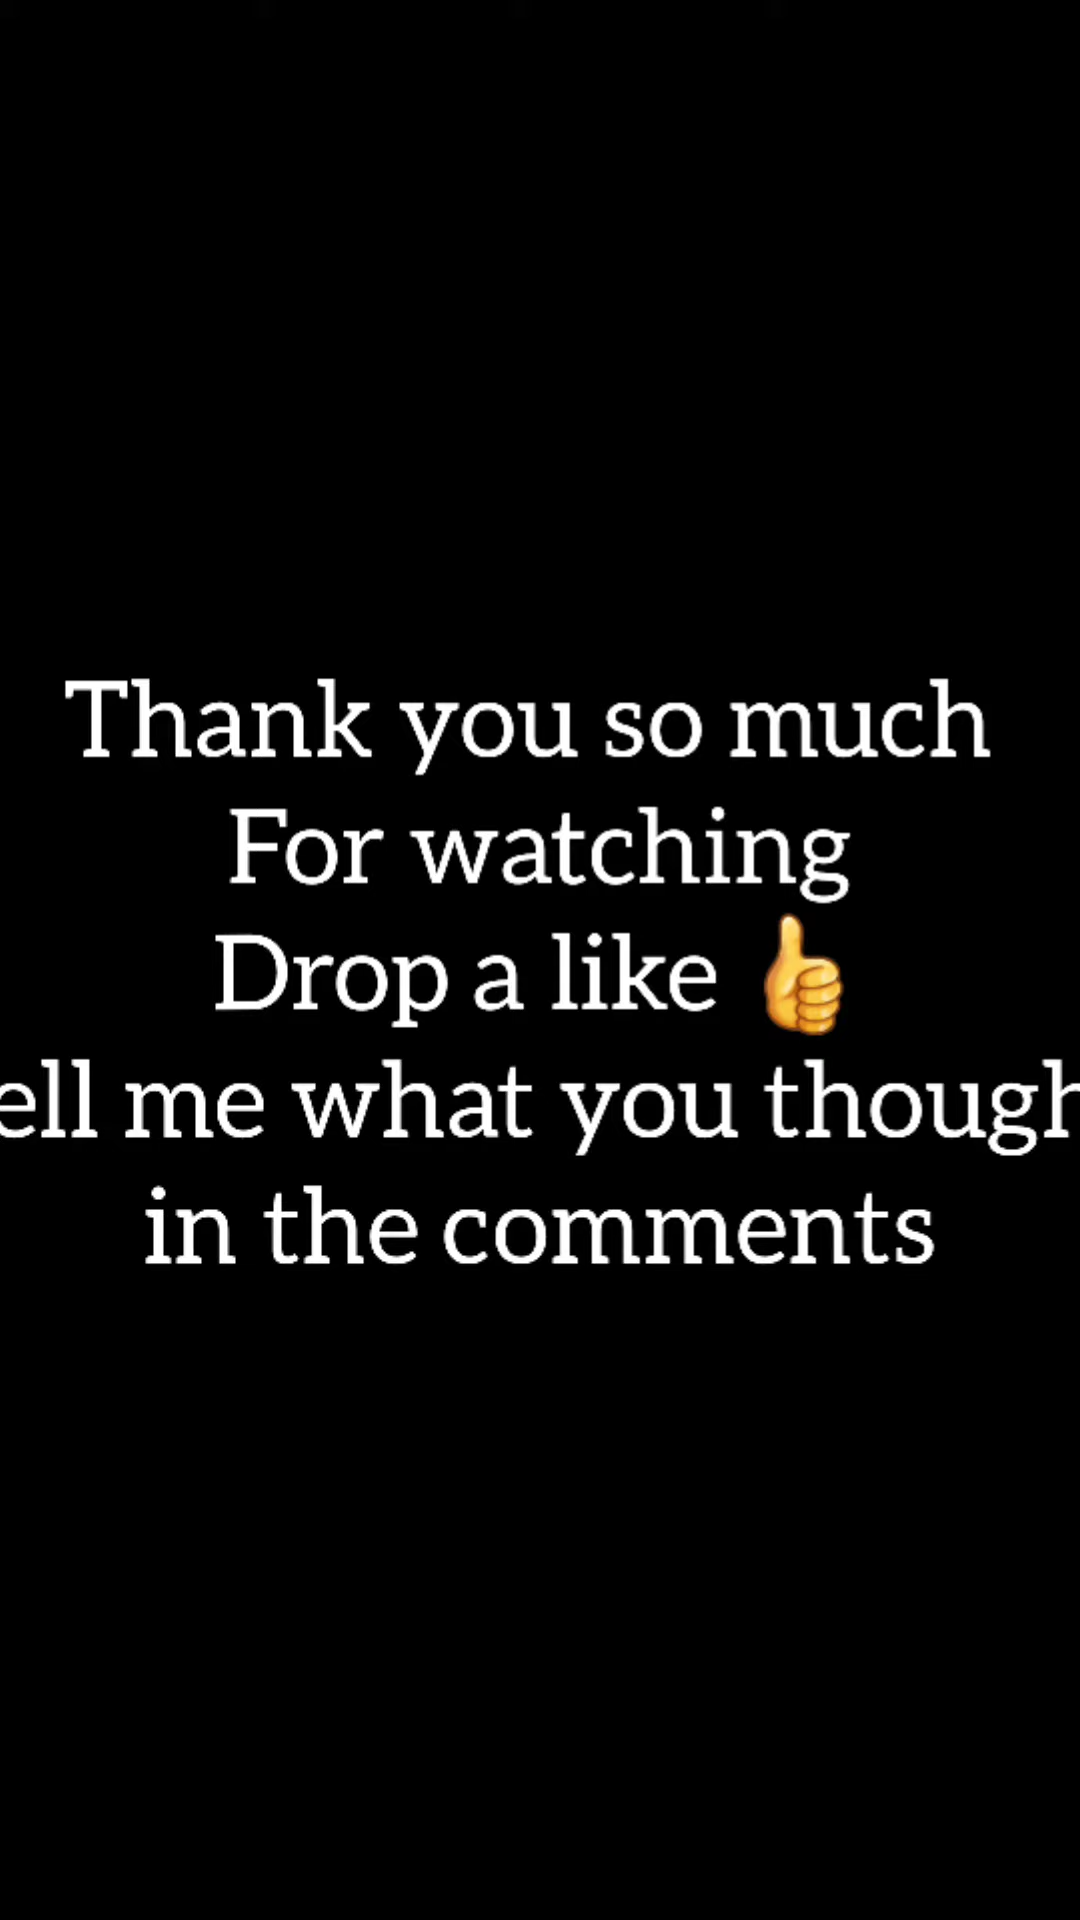 Thank you so much
For watching
Drop a like 👍
ell me what you though
in the comments